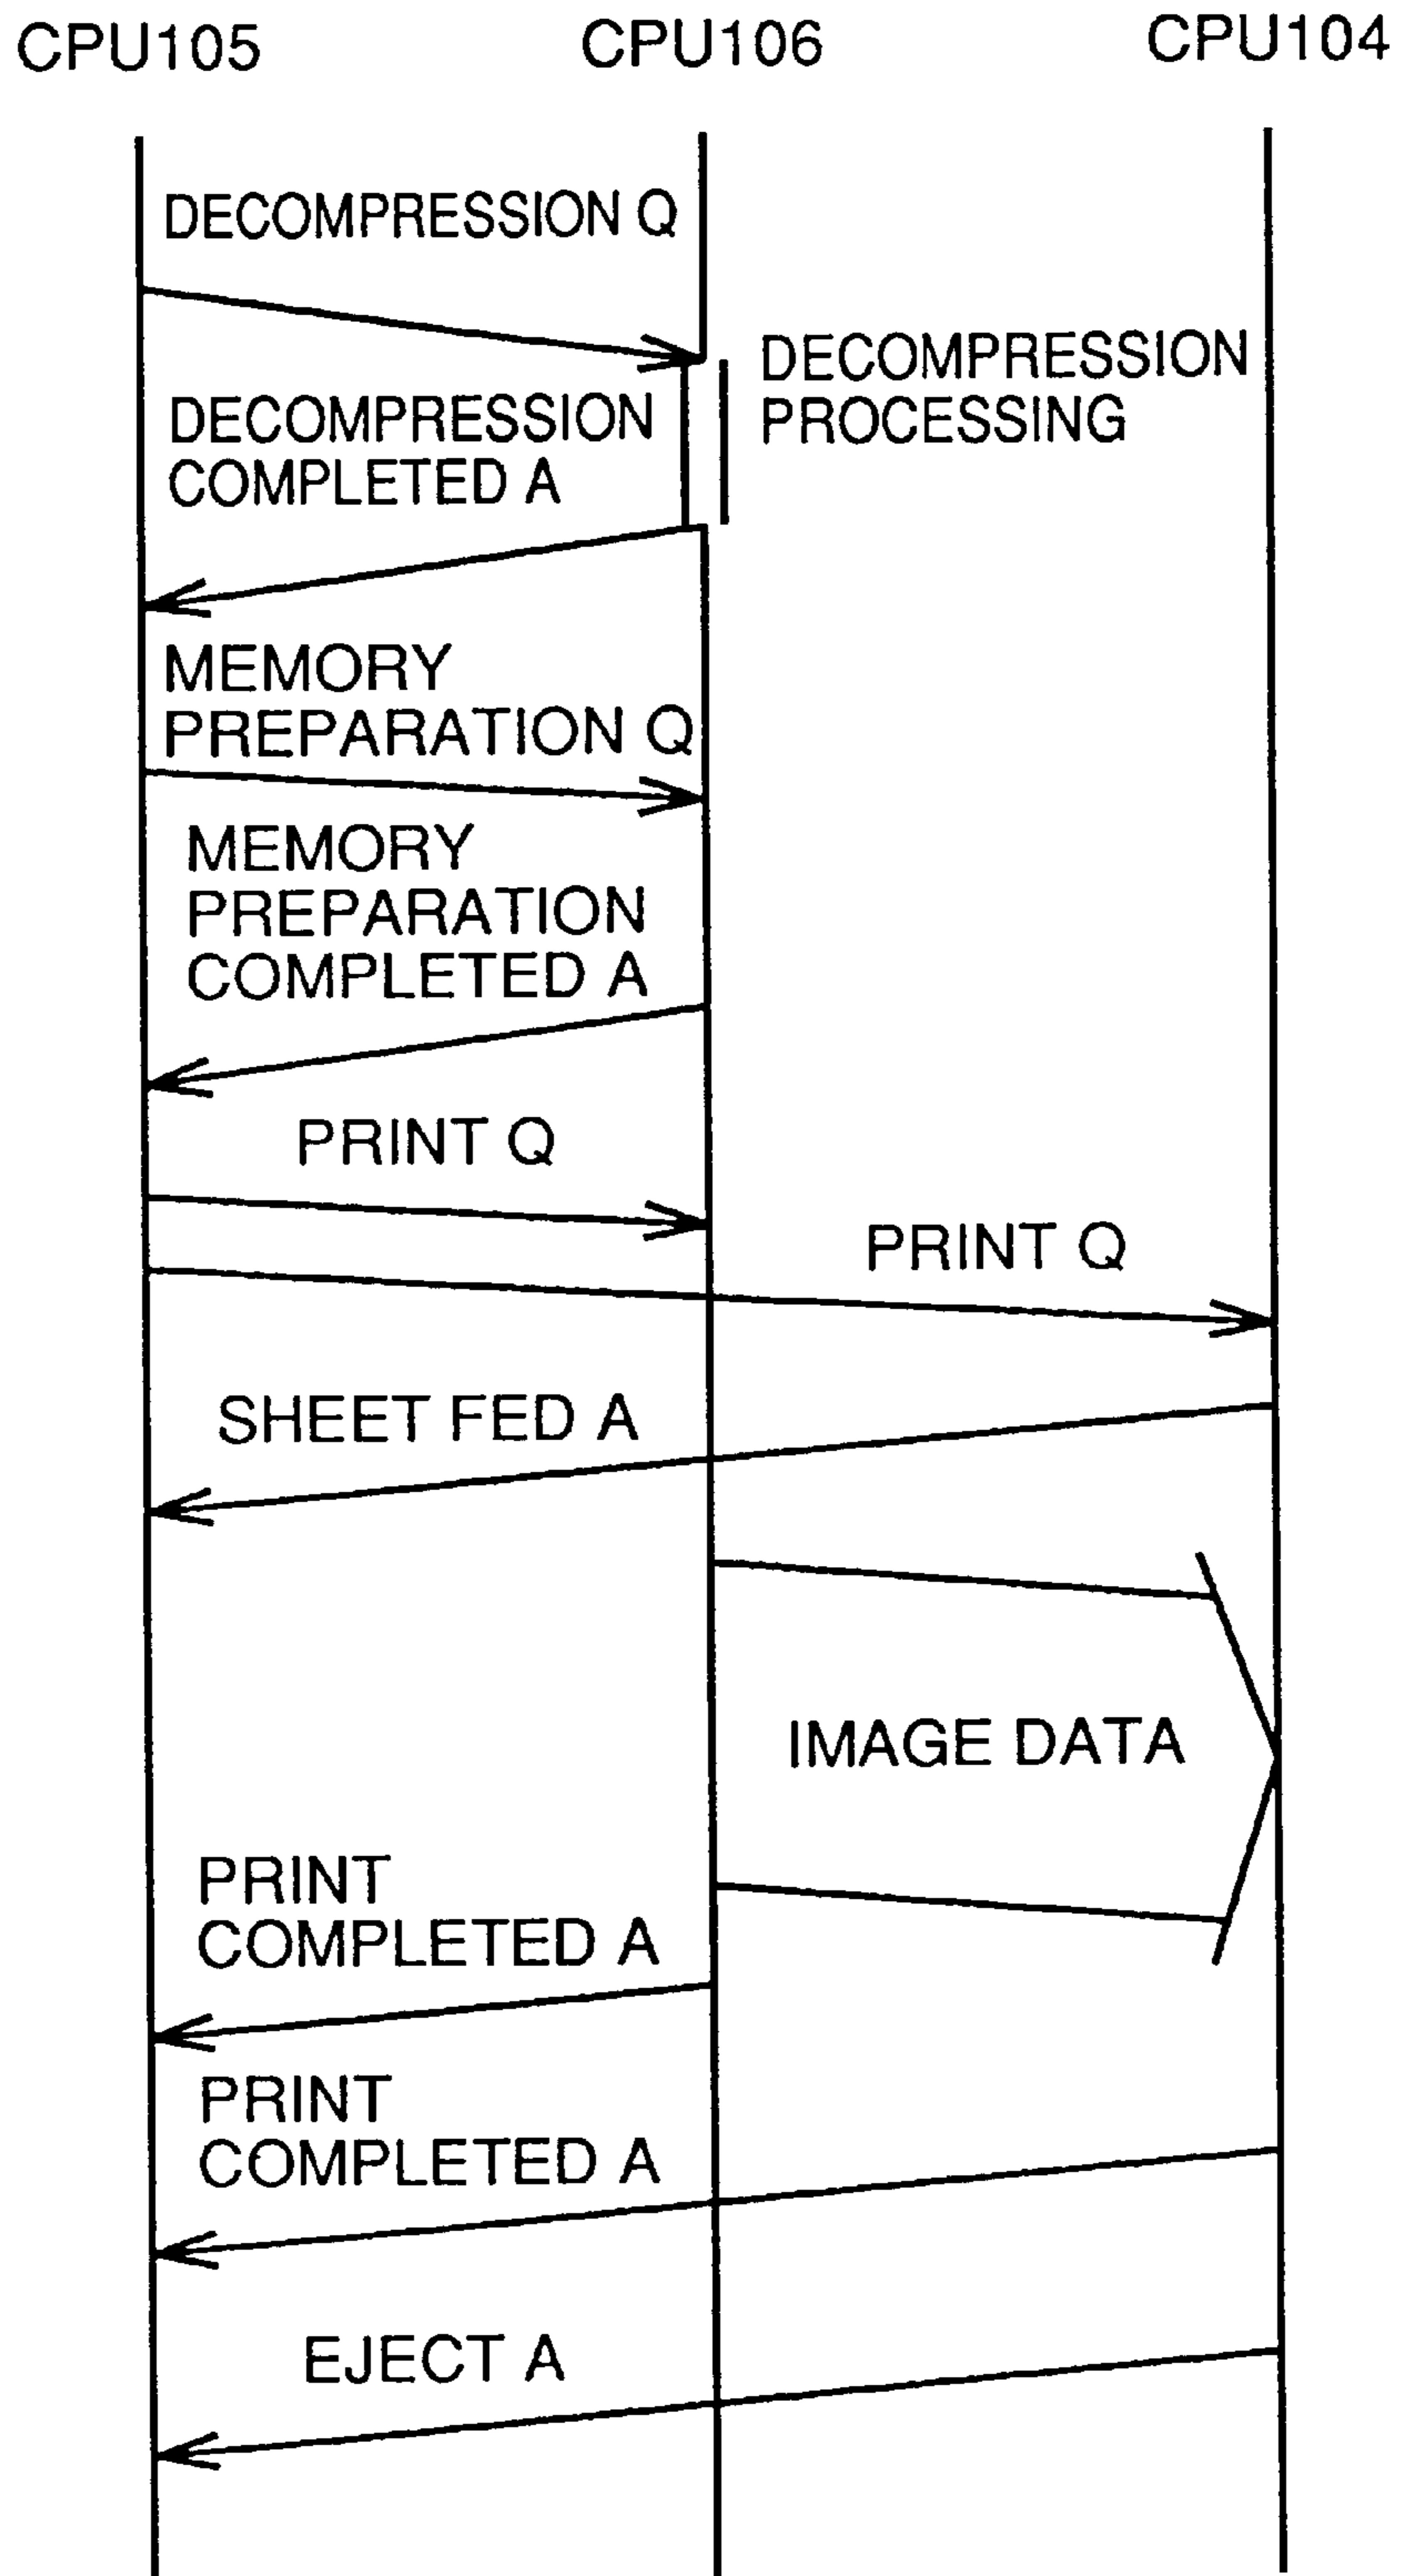 CPU105
CPU106
CPU104
DECOMPRESSION Q
DECOMPRESSION
PROCESSING
DECOMPRESSION
COMPLETED A
MEMORY
PREPARATION Q
MEMORY
PREPARATION
COMPLETED A
PRINT Q
PRINT Q
SHEET FED A
IMAGE DATA
PRINT
COMPLETED A
PRINT
COMPLETED A
EJECT A